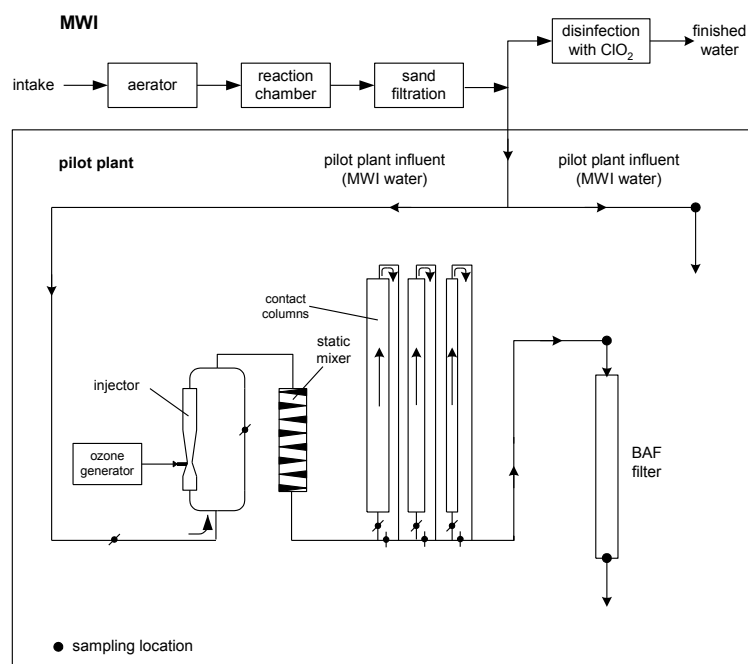 MWI
intake
aerator
reaction
chamber
sand
filtration
disinfection
with ClO₂
finished
water
pilot plant
pilot plant influent
(MWI water)
pilot plant influent
(MWI water)
contact
columns
static
mixer
injector
ozone
generator
BAF
filter
sampling location